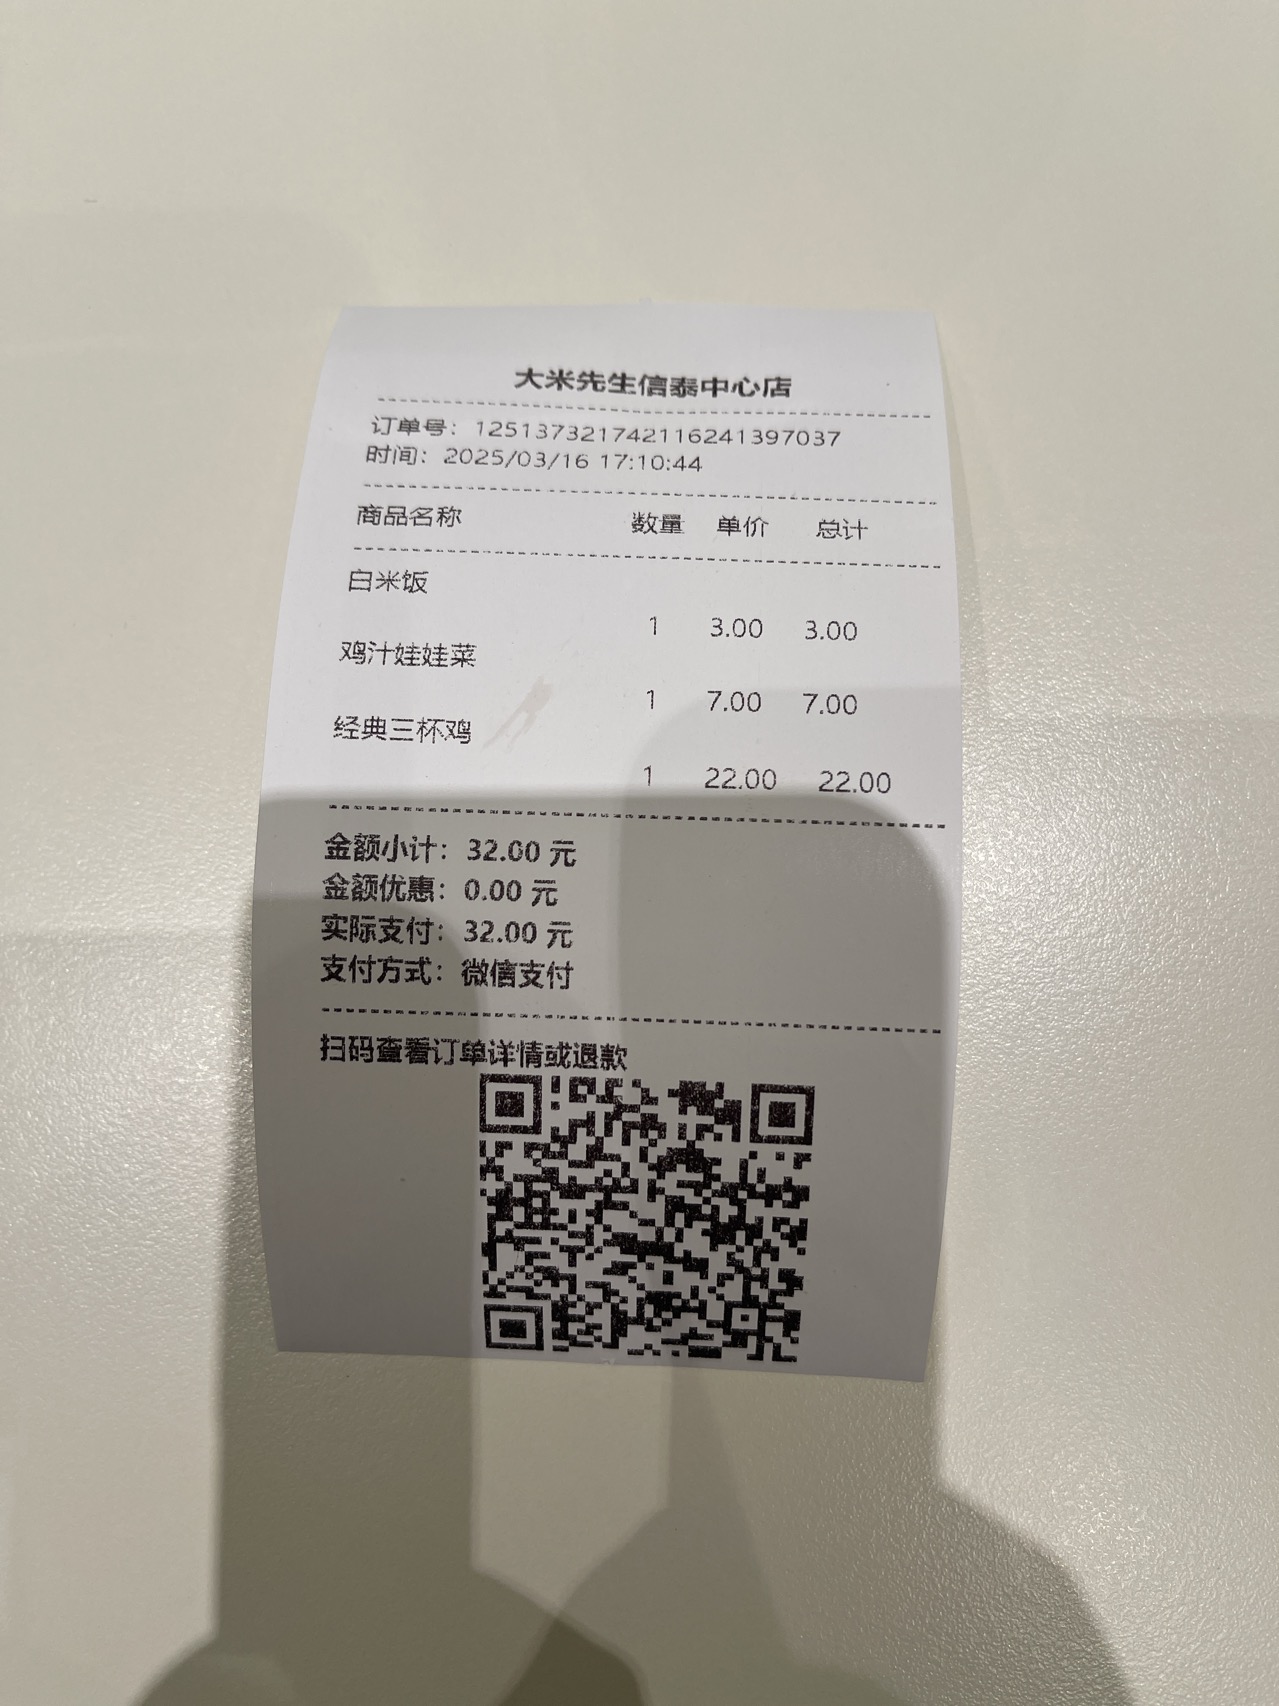 大米先生信泰中心店
订单号：125137321742116241397037
时间：2025/03/16 17:10:44
商品名称 数量 单价 总计
白米饭
1 3.00 3.00
鸡汁娃娃菜
1 7.00 7.00
经典三杯鸡
1 22.00 22.00
金额小计：32.00 元
金额优惠：0.00 元
实际支付：32.00 元
支付方式：微信支付
扫码查看订单详情或退款